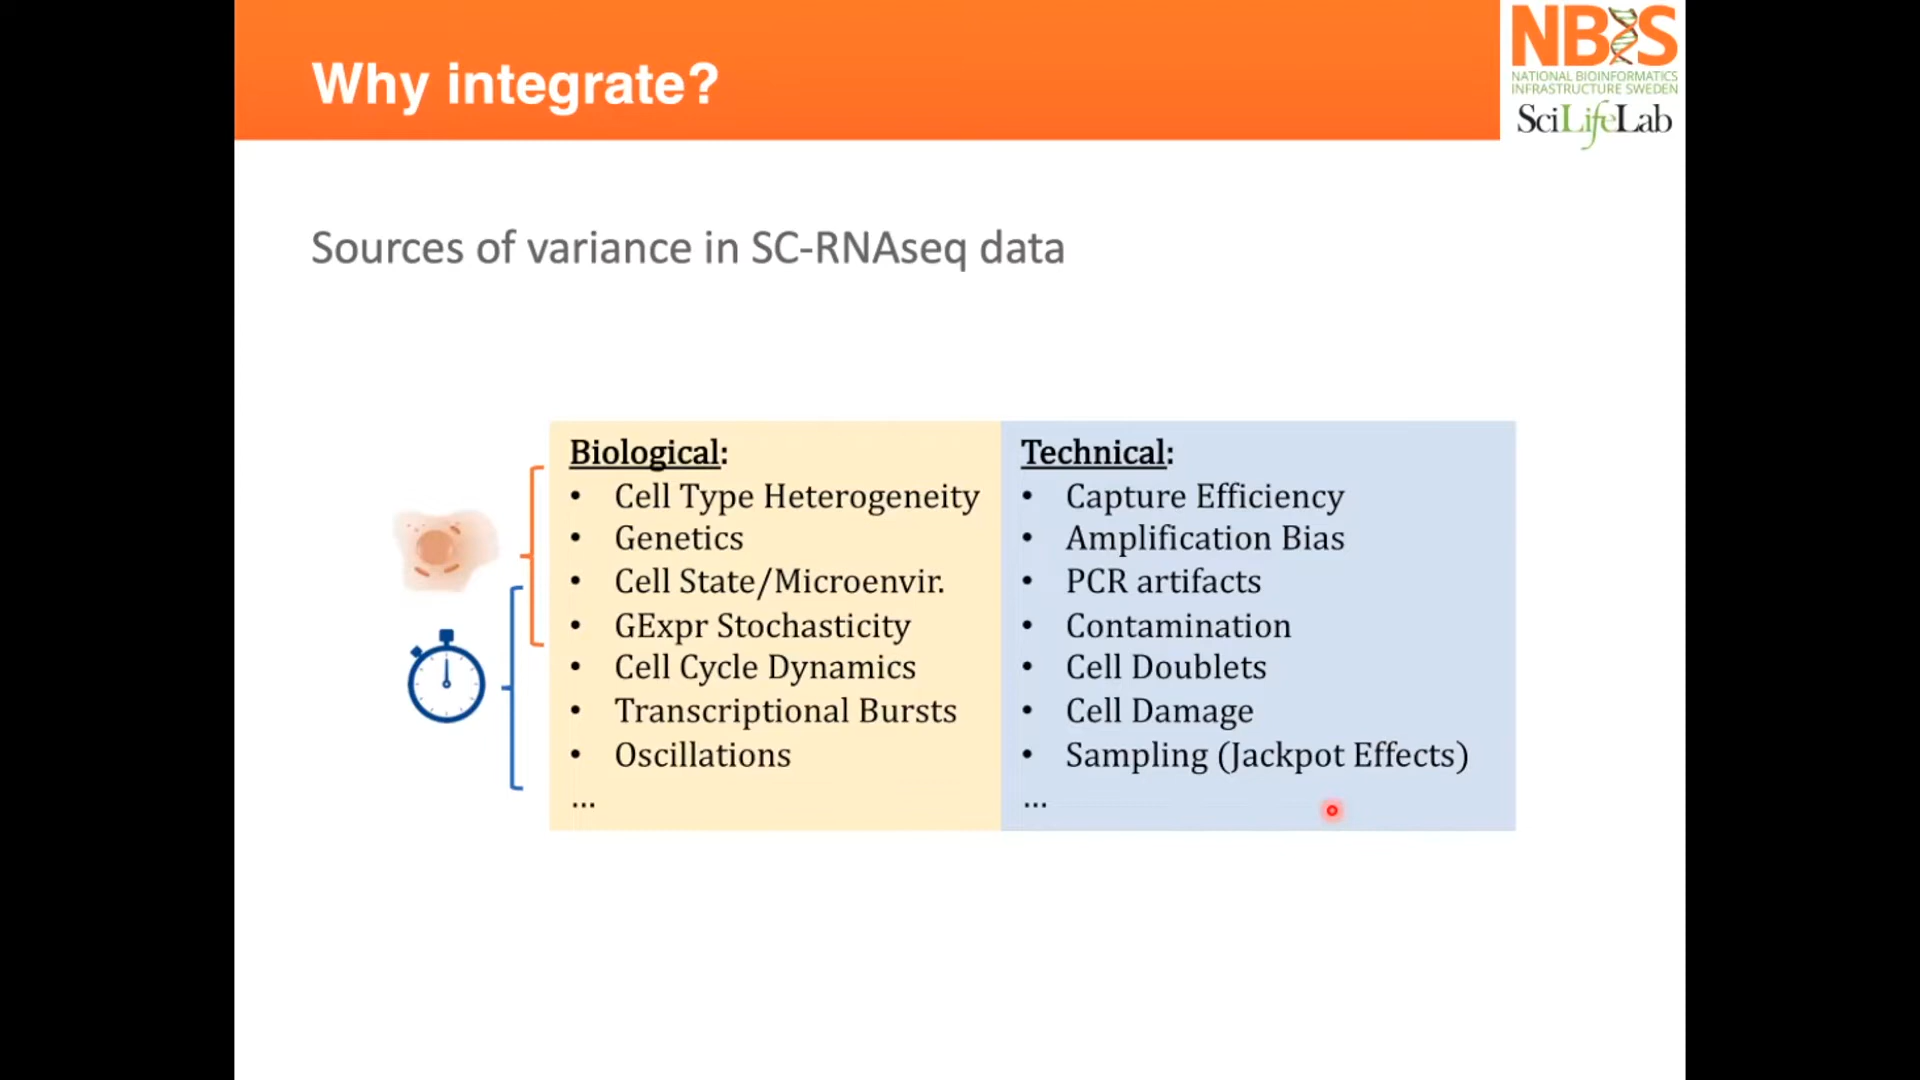 Why integrate?
NBIS
NATIONAL BIOINFORMATICS
INFRASTRUCTURE SWEDEN
SciLifeLab
Sources of variance in SC-RNAseq data
Biological:
• Cell Type Heterogeneity
• Genetics
• Cell State/Microenvir.
• GExpr Stochasticity
• Cell Cycle Dynamics
• Transcriptional Bursts
• Oscillations
...
Technical:
• Capture Efficiency
• Amplification Bias
• PCR artifacts
• Contamination
• Cell Doublets
• Cell Damage
• Sampling (Jackpot Effects)
...